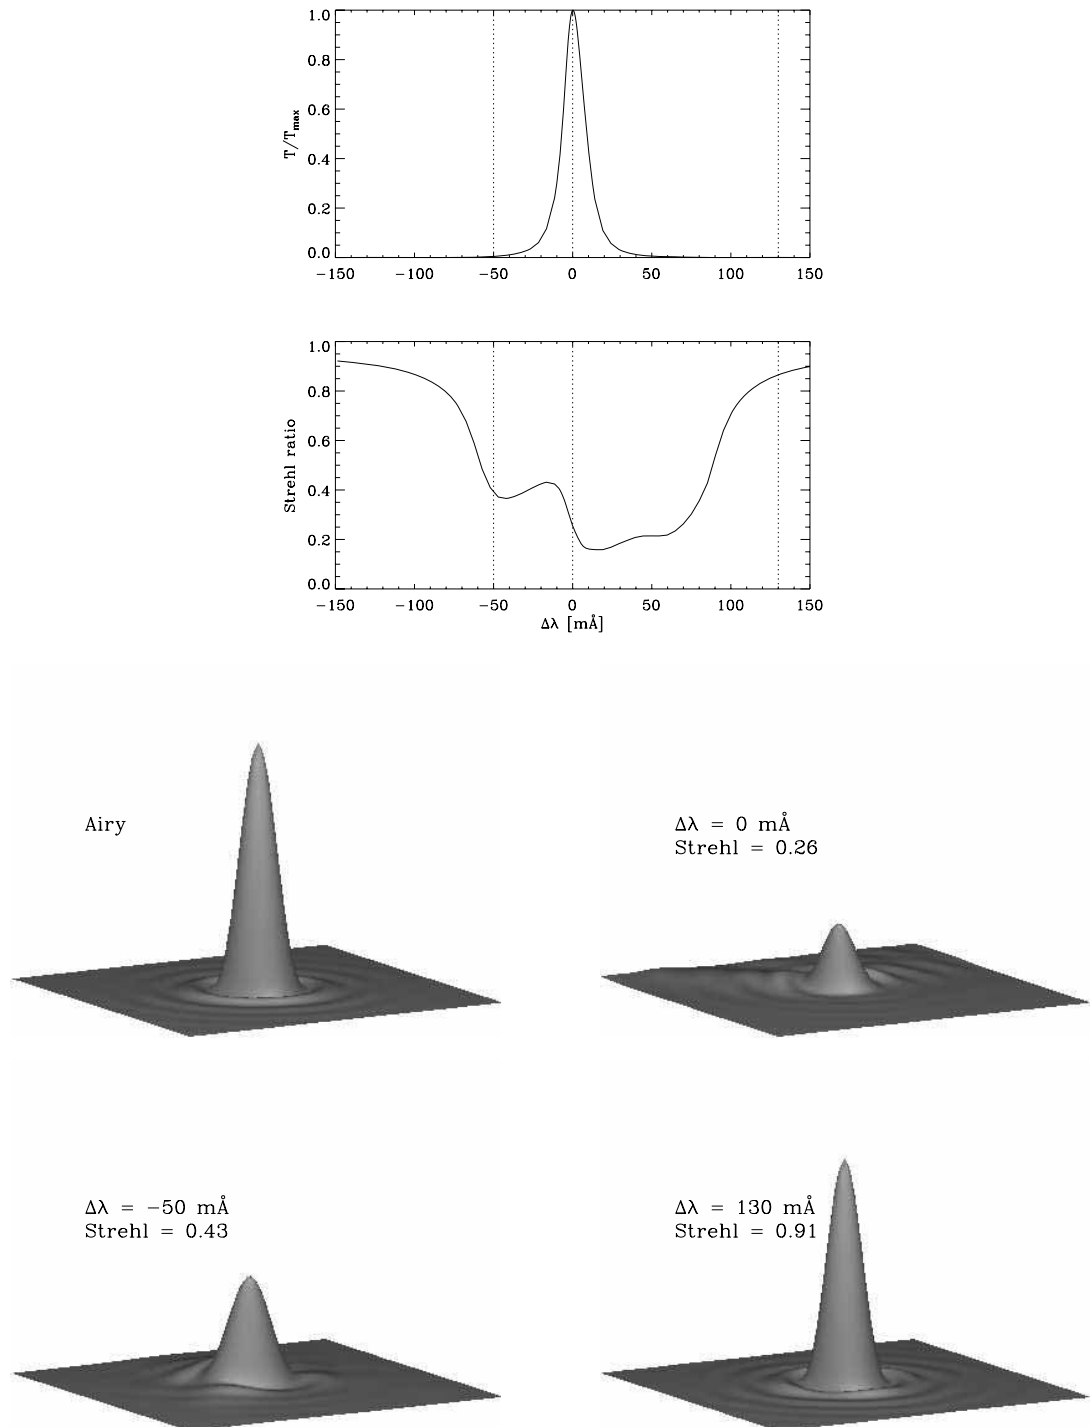 1.0
0.8
0.6
0.4
0.2
0.0
T/Tmax
−150 −100 −50 0 50 100 150
1.0
0.8
0.6
0.4
0.2
0.0
Strehl ratio
−150 −100 −50 0 50 100 150
Δλ [mÅ]
Airy
Δλ = 0 mÅ
Strehl = 0.26
Δλ = −50 mÅ
Strehl = 0.43
Δλ = 130 mÅ
Strehl = 0.91